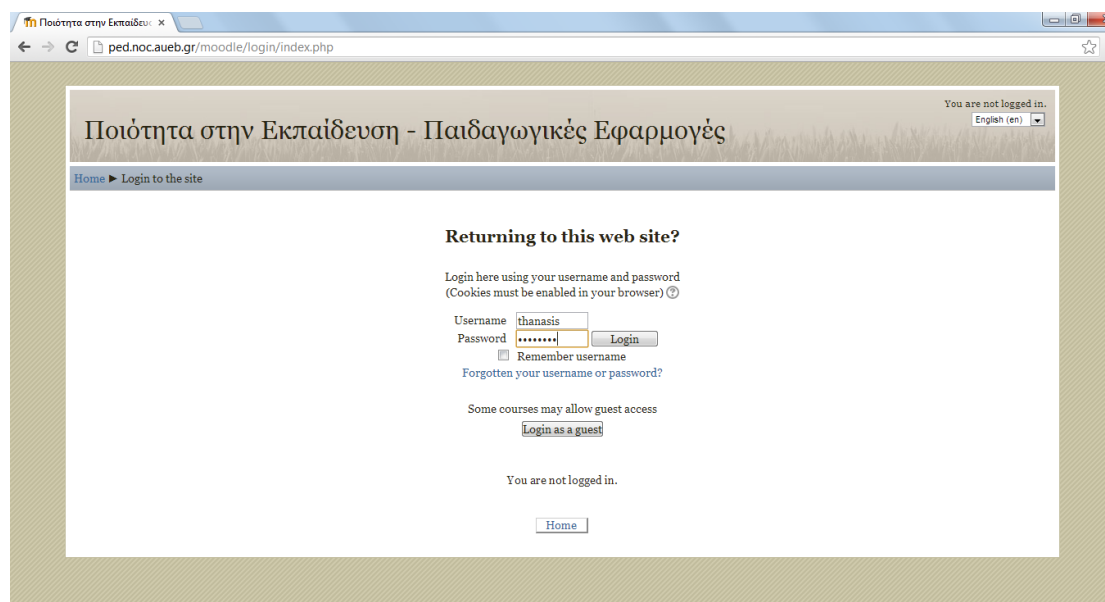 Ποιότητα στην Εκπαίδευσ
ped.noc.aueb.gr/moodle/login/index.php
You are not logged in.
Ποιότητα στην Εκπαίδευση - Παιδαγωγικές Εφαρμογές
English (en)
Home ► Login to the site
Returning to this web site?
Login here using your username and password
(Cookies must be enabled in your browser) ?
Username thanasis
Password •••••••• Login
Remember username
Forgotten your username or password?
Some courses may allow guest access
Login as a guest
You are not logged in.
Home